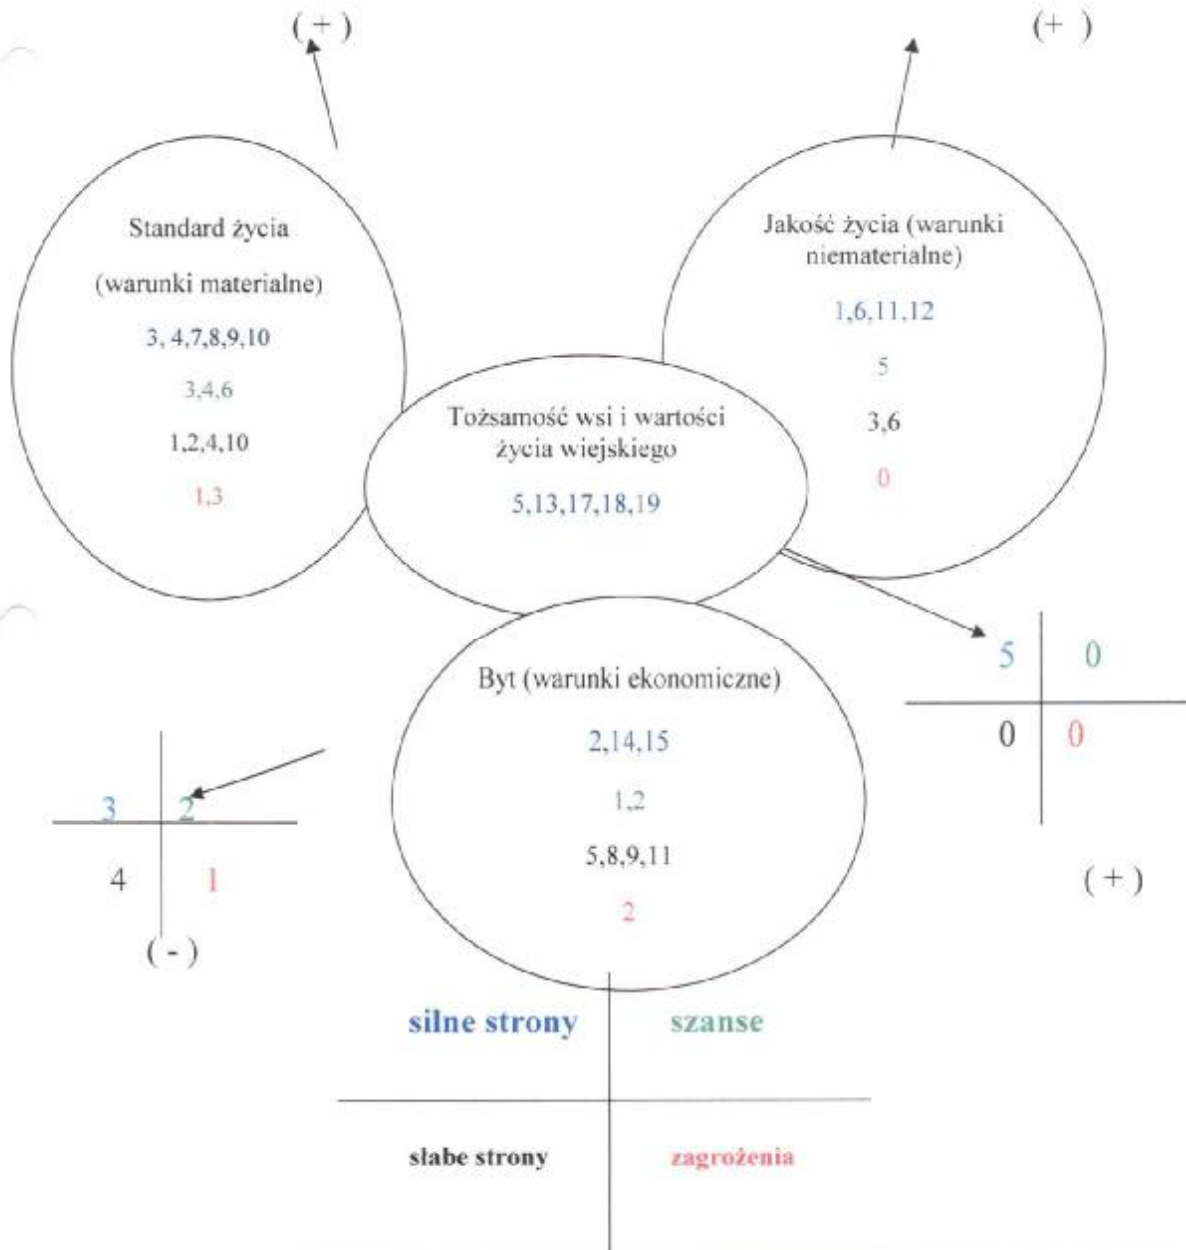 ( + )
(+ )
Standard życia
(warunki materialne)
3, 4,7,8,9,10
3,4,6
1,2,4,10
1,3
Jakość życia (warunki
niematerialne)
1,6,11,12
5
3,6
0
Tożsamość wsi i wartości
życia wiejskiego
5,13,17,18,19
5 0
0 0
( + )
Byt (warunki ekonomiczne)
2,14,15
1,2
5,8,9,11
2
3 2
4 1
( - )
silne strony szanse
słabe strony zagrożenia